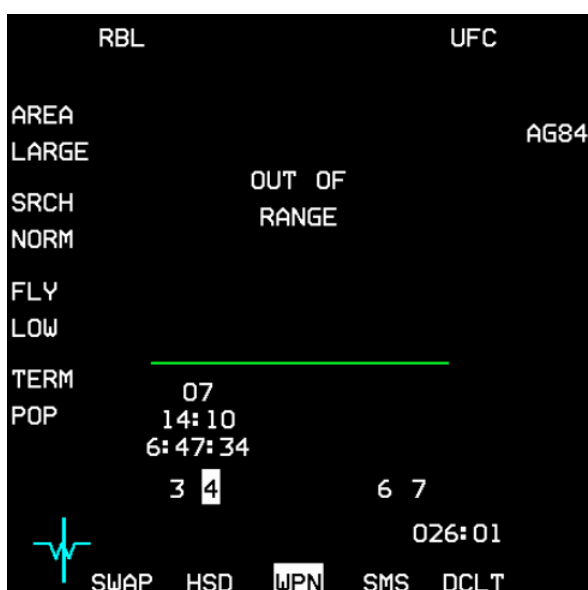 RBL UFC
AREA
LARGE
AG84
OUT OF
RANGE
SRCH
NORM
FLY
LOW
TERM
POP
07
14:10
6:47:34
3 4 6 7
026:01
SWAP HSD WPN SMS DCLT